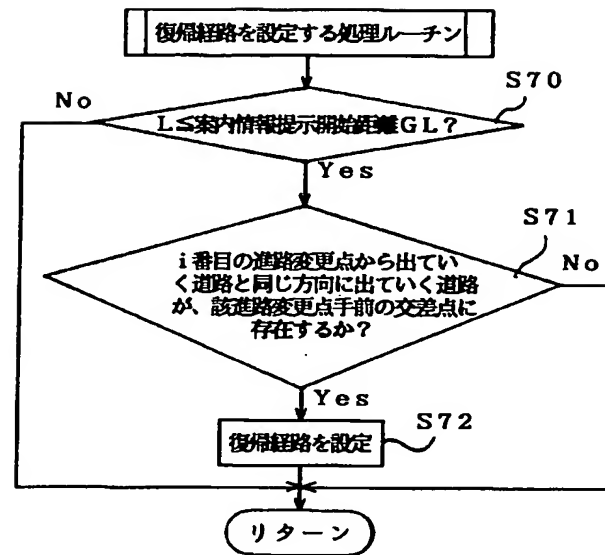 復帰経路を設定する処理ルーチン
S70
No
L≦案内情報提示開始距離GL?
Yes
S71
i番目の進路変更点から出てい
く道路と同じ方向に出ていく道路
が、該進路変更点手前の交差点に
存在するか?
No
Yes
S72
復帰経路を設定
リターン